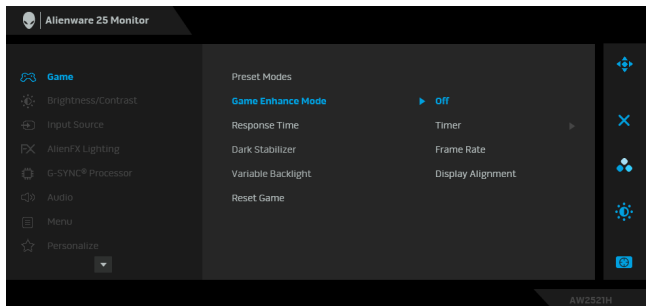 Alienware 25 Monitor
Game
Brightness/Contrast
Input Source
FX AlienFX Lighting
G-SYNC® Processor
Audio
Menu
Personalize
Preset Modes
Game Enhance Mode
Response Time
Dark Stabilizer
Variable Backlight
Reset Game
Off
Timer
Frame Rate
Display Alignment
AW2521H